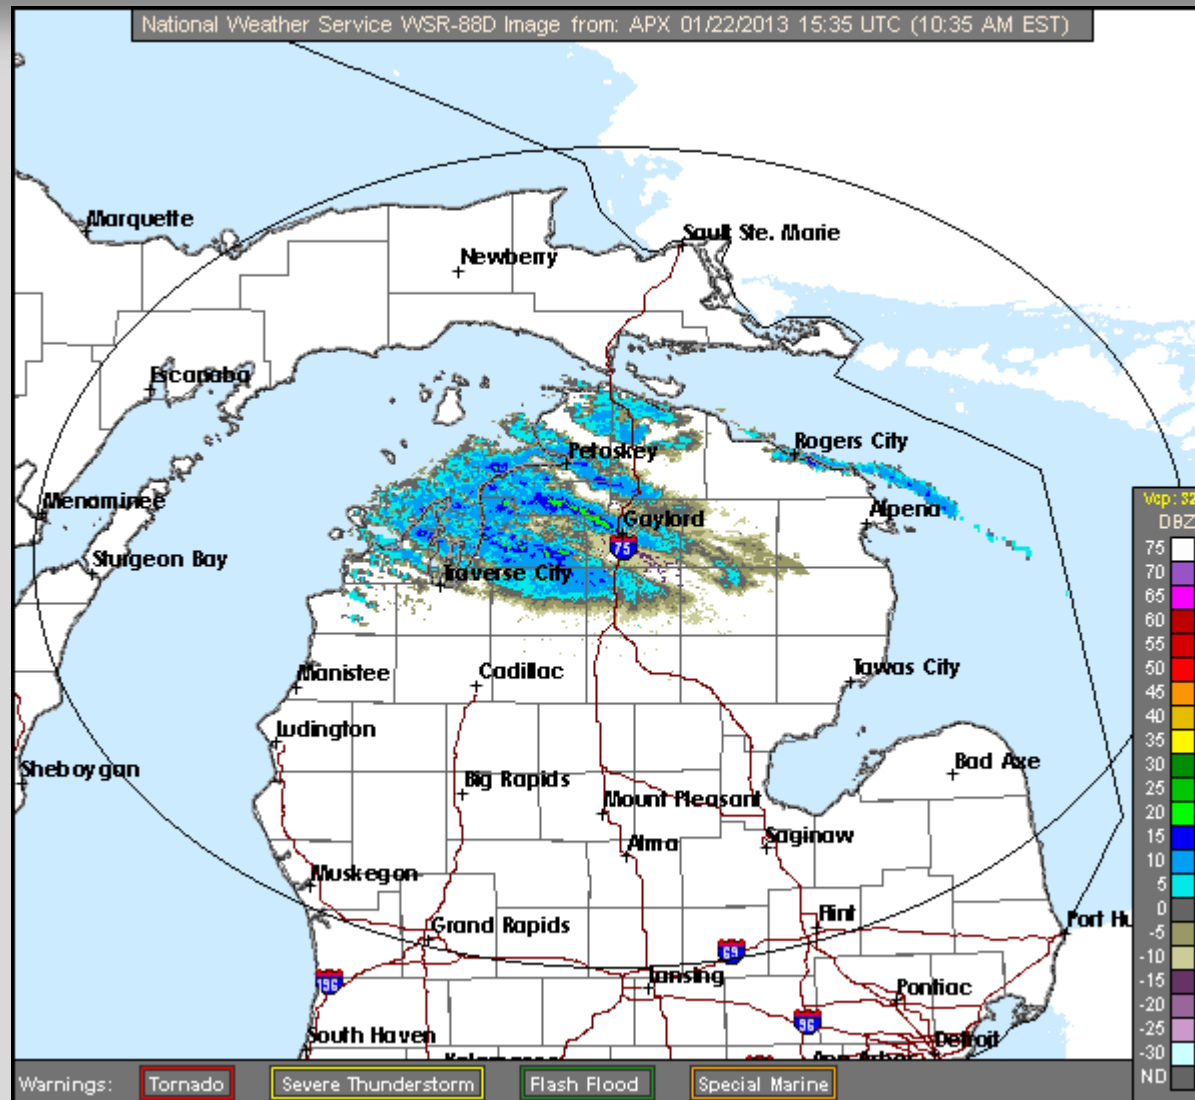 National Weather Service WSR-88D Image from: APX 01/22/2013 15:35 UTC (10:35 AM EST)
Marquette
Sault Ste. Marie
Newberry
Escanaba
Rogers City
Petoskey
Menominee
Alpena
Gaylord
75
Sturgeon Bay
Traverse City
Manistee
Cadillac
Tawas City
Ludington
Sheboygan
Big Rapids
Bad Axe
Mount Pleasant
Alma
Saginaw
Muskegon
Grand Rapids
Flint
Port Hu
69
196
Lansing
Pontiac
96
South Haven
Detroit
Vcp: 32
DBZ
75
70
65
60
55
50
45
40
35
30
25
20
15
10
5
0
-5
-10
-15
-20
-25
-30
ND
Warnings: Tornado Severe Thunderstorm Flash Flood Special Marine